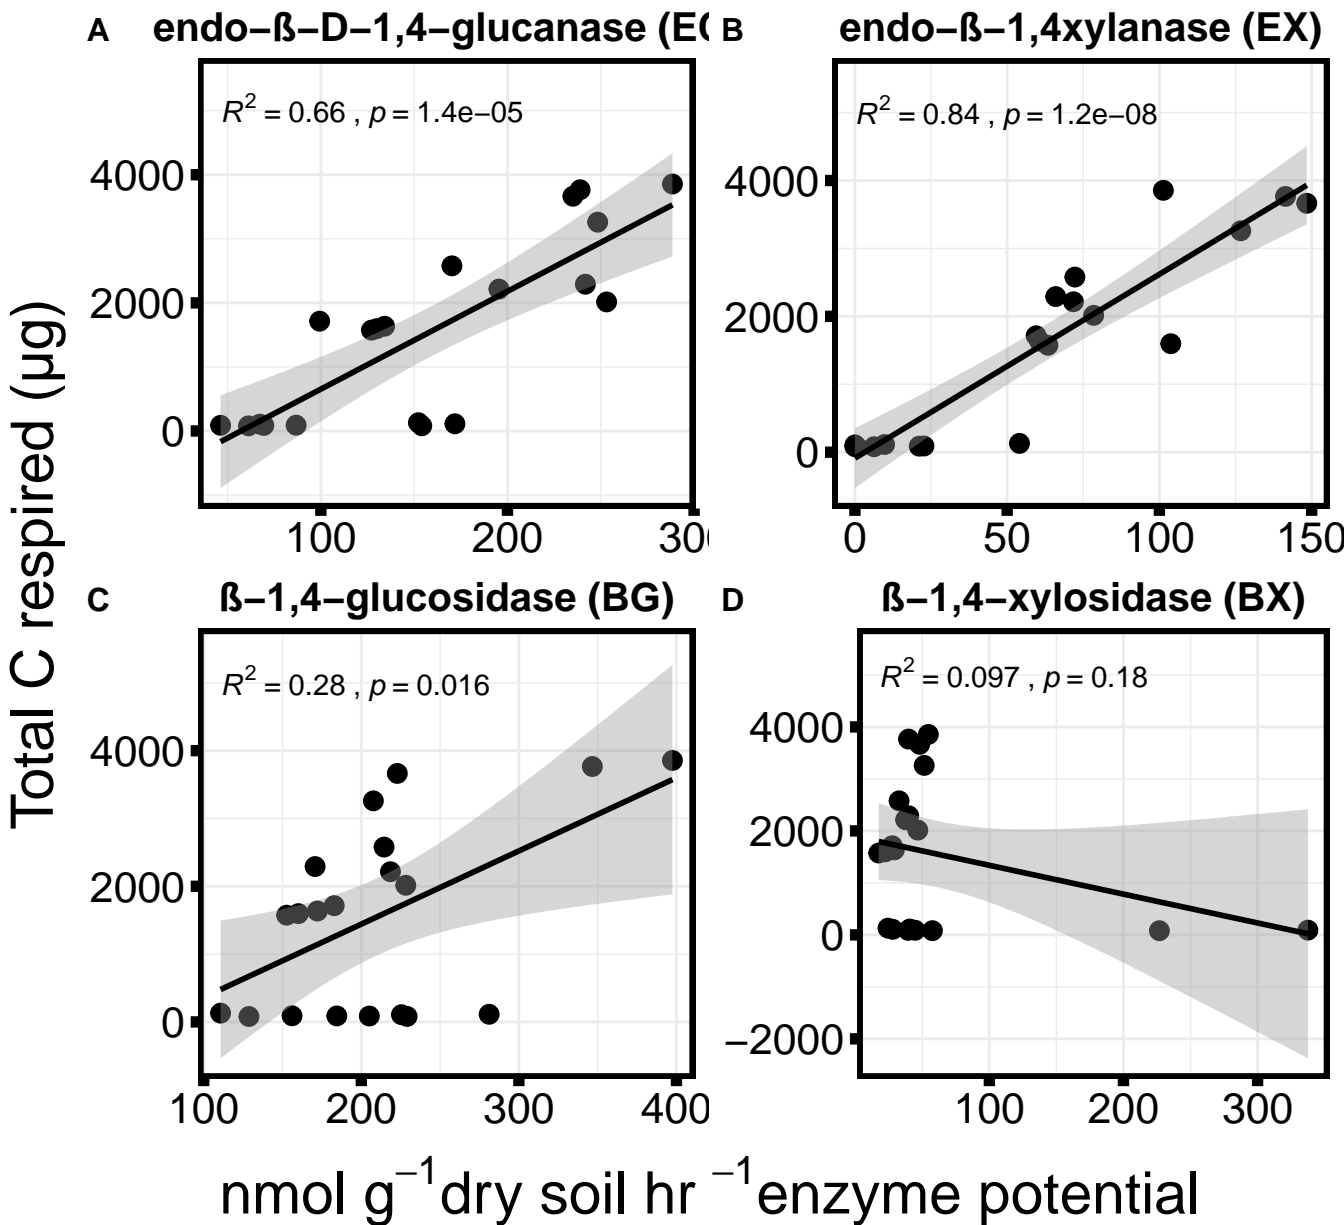 A endo–ß–D–1,4–glucanase (E
R² = 0.66 , p = 1.4e−05
4000
2000
0
100 200 30
B endo–ß–1,4xylanase (EX)
R² = 0.84 , p = 1.2e−08
4000
2000
0
0 50 100 150
C ß–1,4–glucosidase (BG)
R² = 0.28 , p = 0.016
4000
2000
0
100 200 300 400
D ß–1,4–xylosidase (BX)
R² = 0.097 , p = 0.18
4000
2000
0
−2000
100 200 300
Total C respired (µg)
nmol g⁻¹dry soil hr ⁻¹enzyme potential